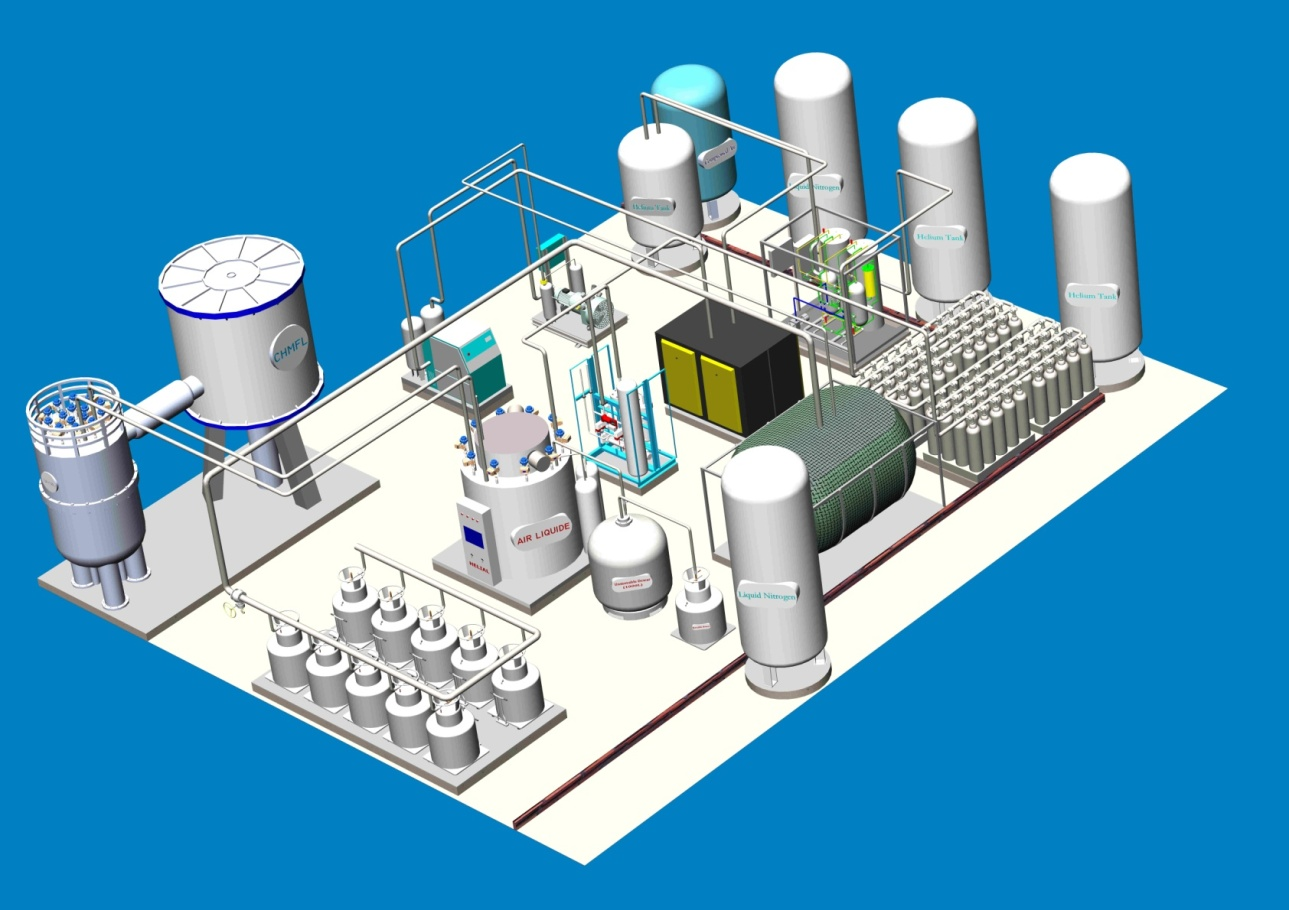 Liquid Nitrogen
Helium Tank
Helium Tank
Helium Tank
CHMFL
AIR LIQUIDE
HELIAL
Liquid Nitrogen